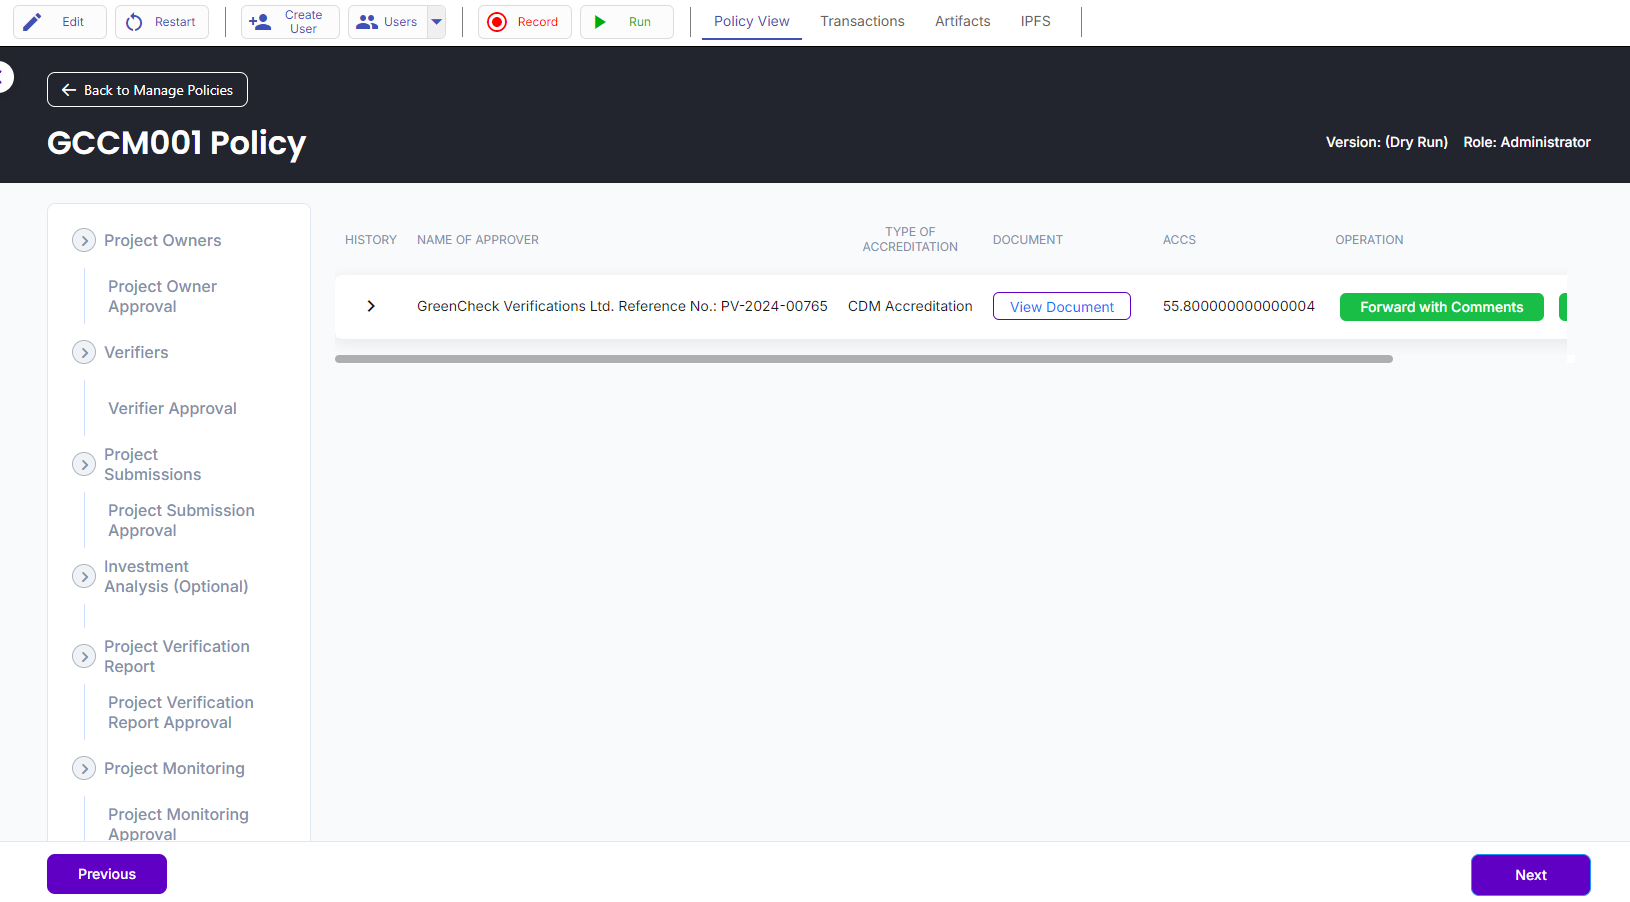 Edit
Restart
Create
User
Users
Record
Run
Policy View
Transactions
Artifacts
IPFS
Back to Manage Policies
GCCM001 Policy
Version: (Dry Run)
Role: Administrator
Project Owners
Project Owner
Approval
Verifiers
Verifier Approval
Project
Submissions
Project Submission
Approval
Investment
Analysis (Optional)
Project Verification
Report
Project Verification
Report Approval
Project Monitoring
Project Monitoring
Approval
HISTORY
NAME OF APPROVER
TYPE OF
ACCREDITATION
DOCUMENT
ACCS
OPERATION
GreenCheck Verifications Ltd. Reference No.: PV-2024-00765
CDM Accreditation
View Document
55.800000000000004
Forward with Comments
Previous
Next